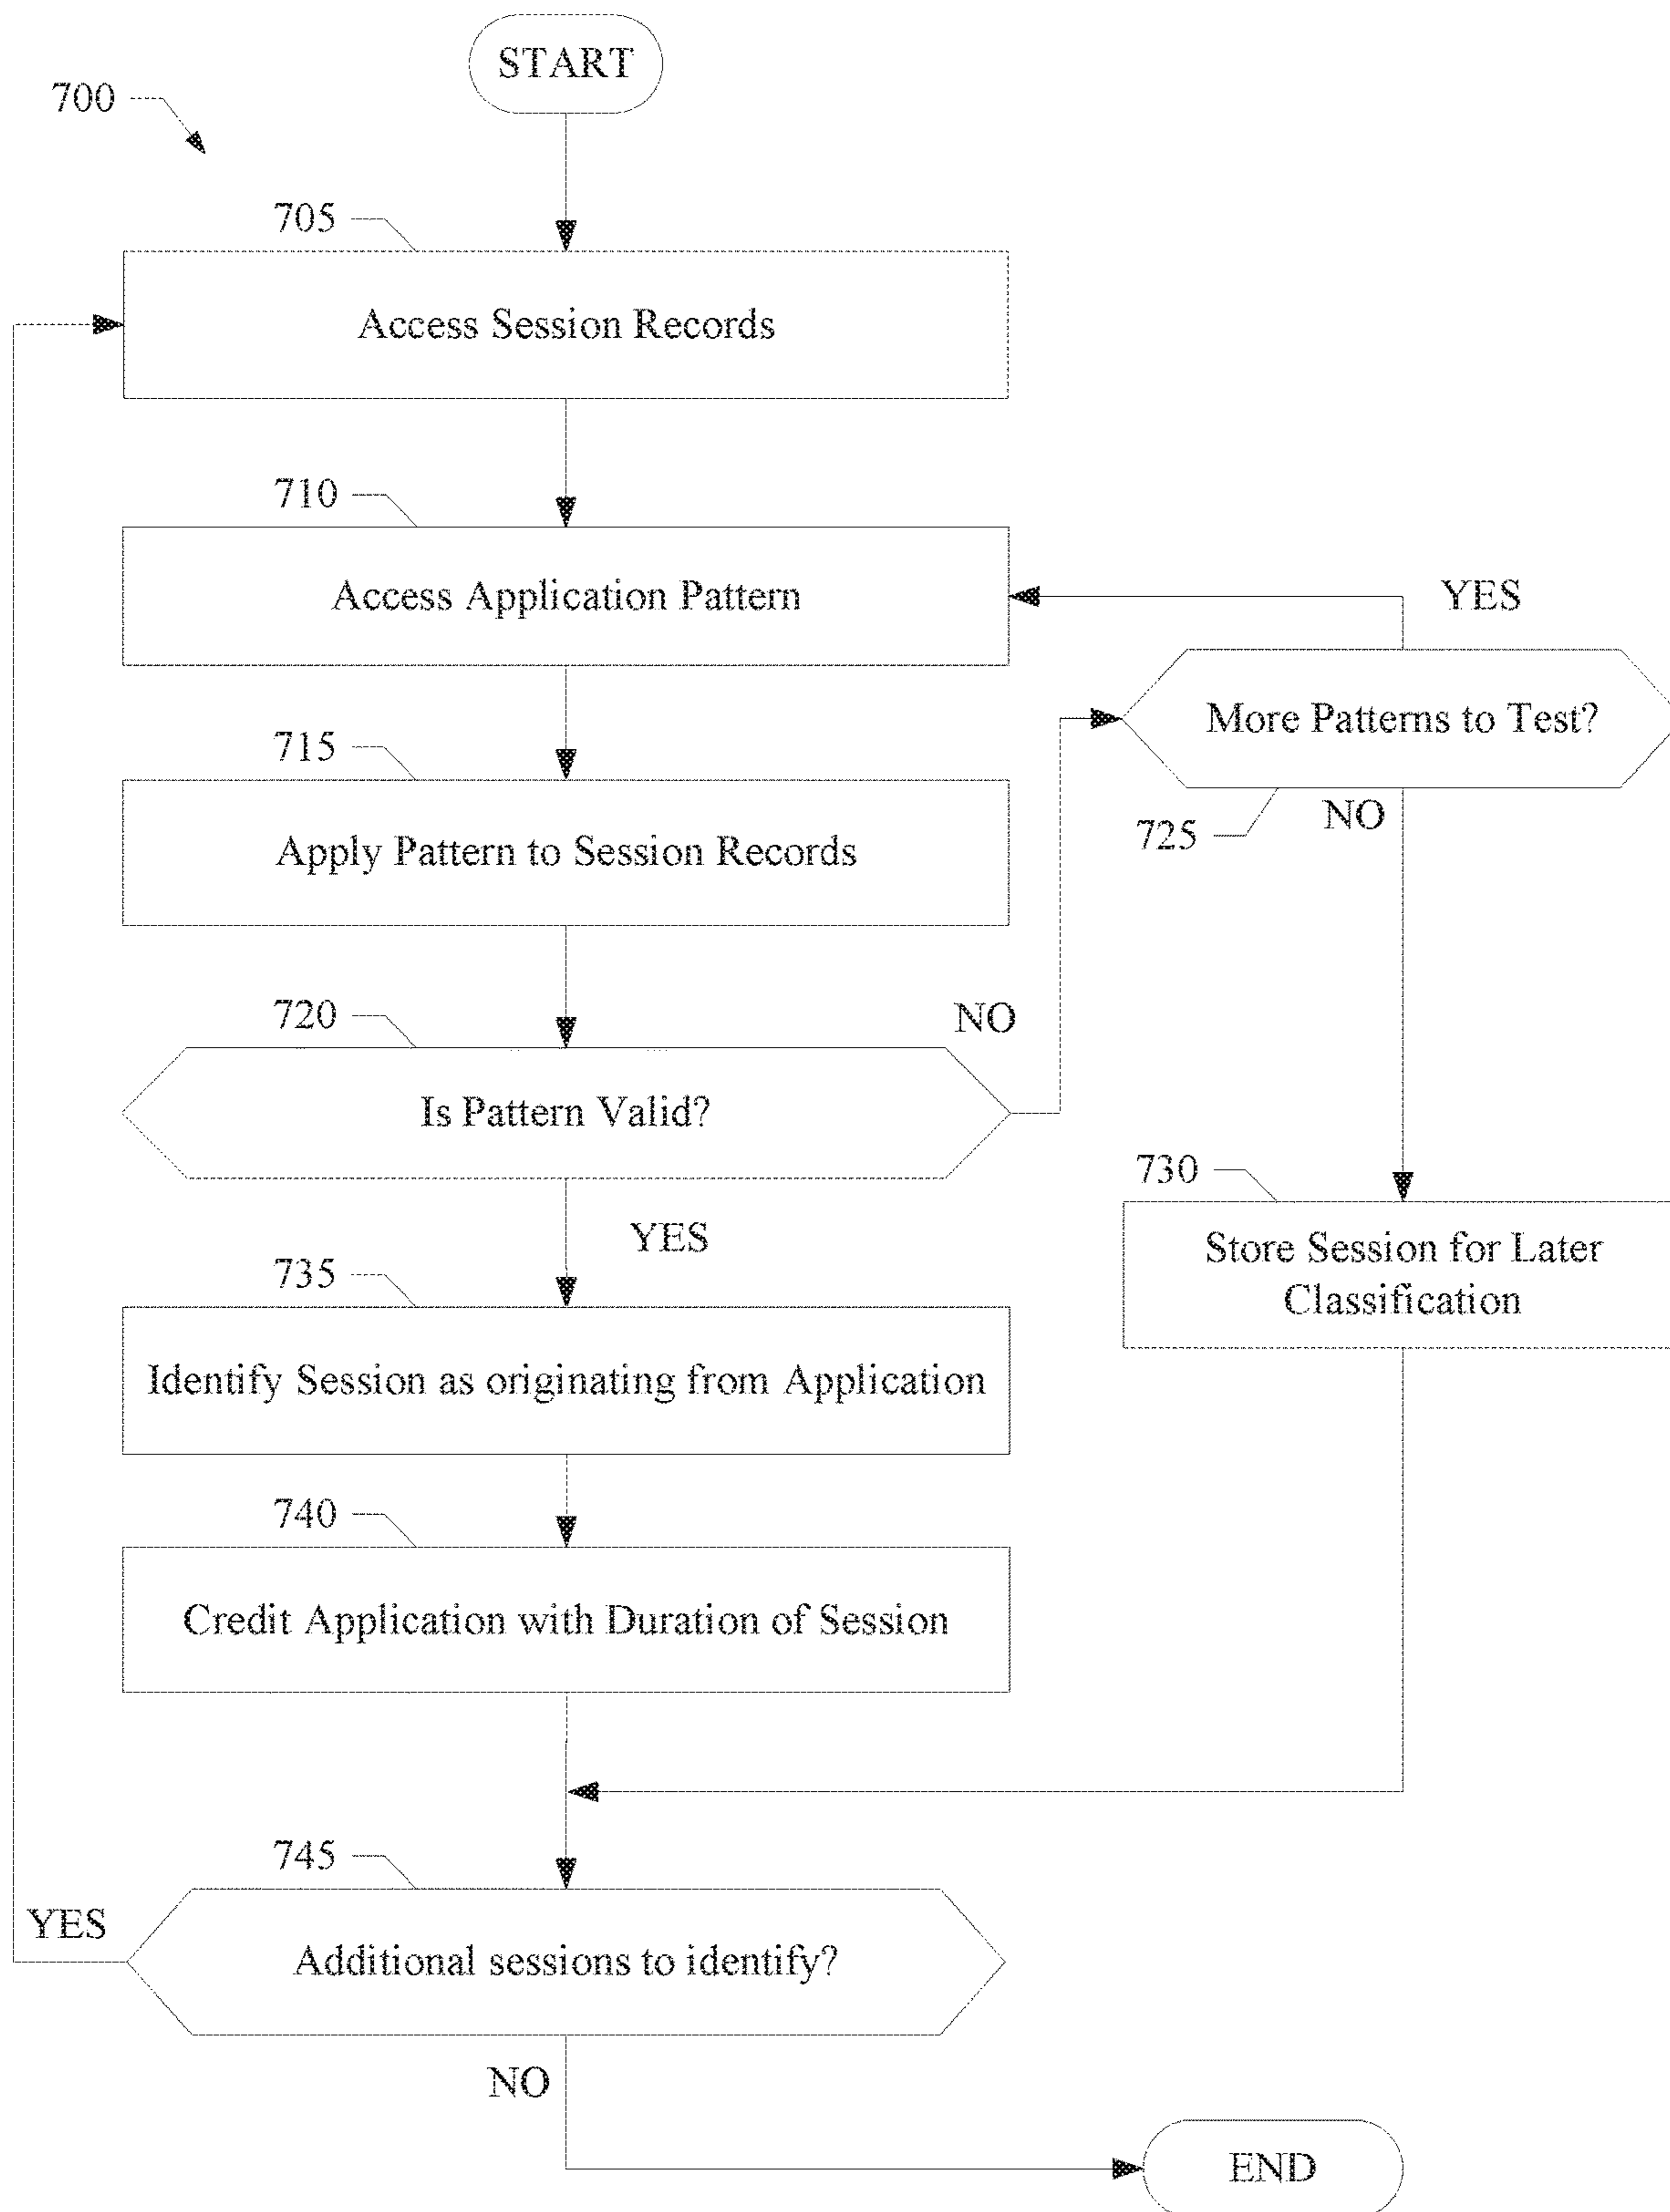 START
700
705
Access Session Records
710
Access Application Pattern
YES
More Patterns to Test?
715
Apply Pattern to Session Records
725
NO
720
NO
Is Pattern Valid?
YES
730
Store Session for Later
Classification
735
Identify Session as originating from Application
740
Credit Application with Duration of Session
745
YES
Additional sessions to identify?
NO
END